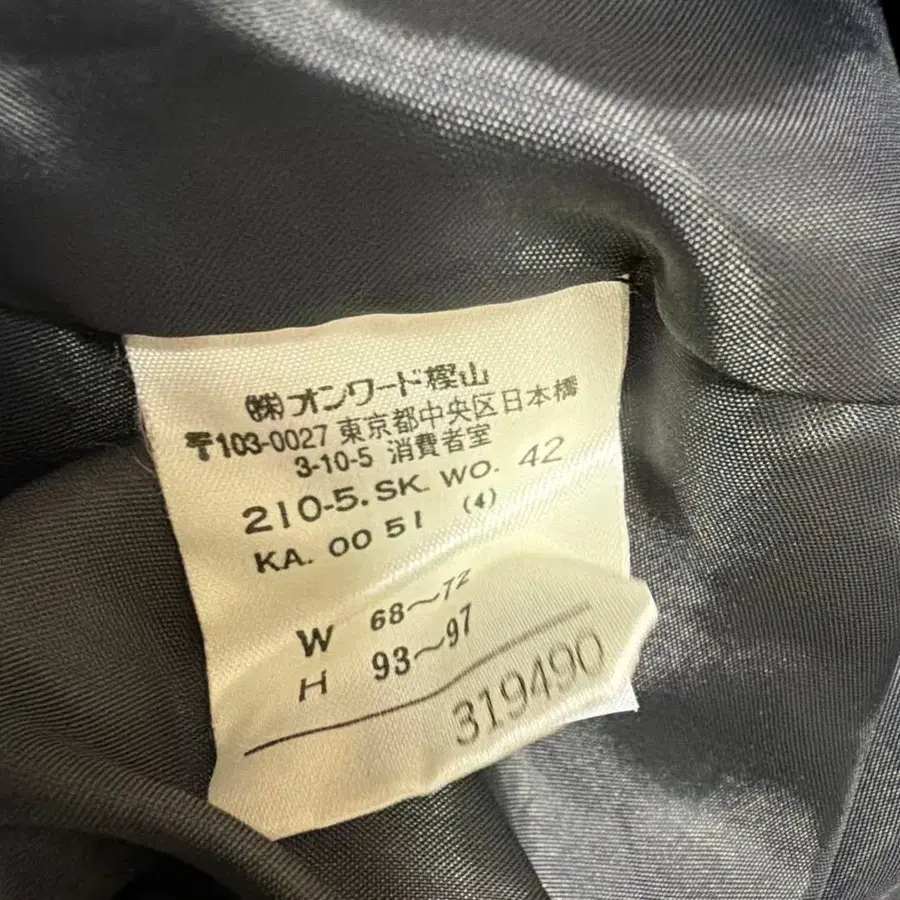 ㈱オンワード樫山
〒103-0027 東京都中央区日本橋
3-10-5 消費者室
210-5.SK.WO. 42
KA. 0051 (4)
W 68~72
H 93~97
319490